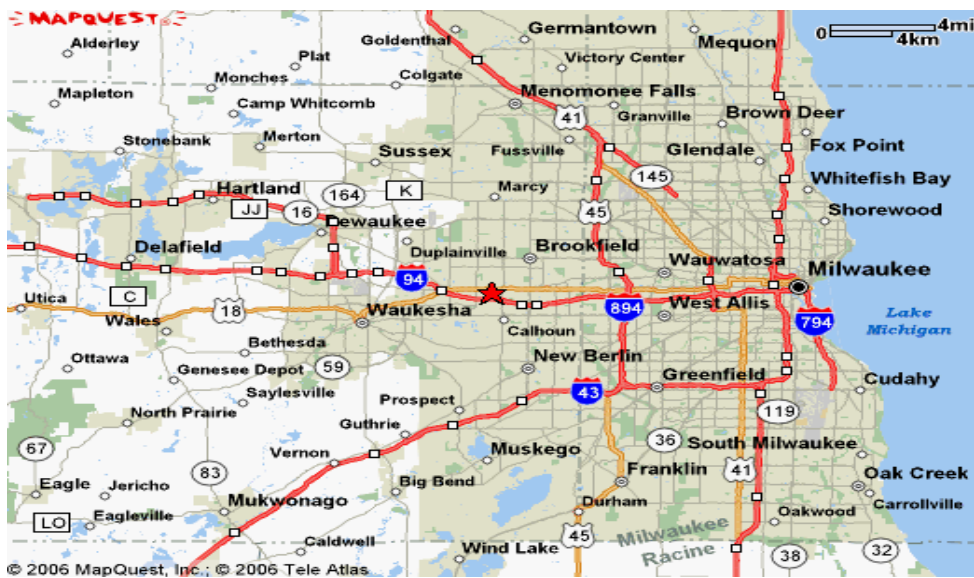 MAPQUEST
Germantown
Goldenthal
Mequon
0
4mi
4km
Alderley
Plat
Victory Center
Monches
Colgate
Menomonee Falls
Mapleton
Camp Whitcomb
41
Granville
Brown Deer
Stonebank
Merton
Sussex
Fussville
Glendale
Fox Point
145
Hartland
164
K
Marcy
Whitefish Bay
JJ
16
45
Shorewood
Pewaukee
Delafield
Duplainville
Brookfield
Wauwatosa
94
Milwaukee
C
Utica
18
Waukesha
894
West Allis
Lake
Michigan
Wales
Calhoun
794
Bethesda
Ottawa
59
New Berlin
Genesee Depot
Greenfield
Saylesville
43
Cudahy
Prospect
North Prairie
119
Guthrie
67
36
South Milwaukee
Muskego
83
Vernon
41
Franklin
Oak Creek
Eagle
Jericho
Big Bend
Mukwonago
Carrollville
LO
Eagleville
Durham
Oakwood
45
Milwaukee
Racine
Caldwell
Wind Lake
38
32
© 2006 MapQuest, Inc.; © 2006 Tele Atlas